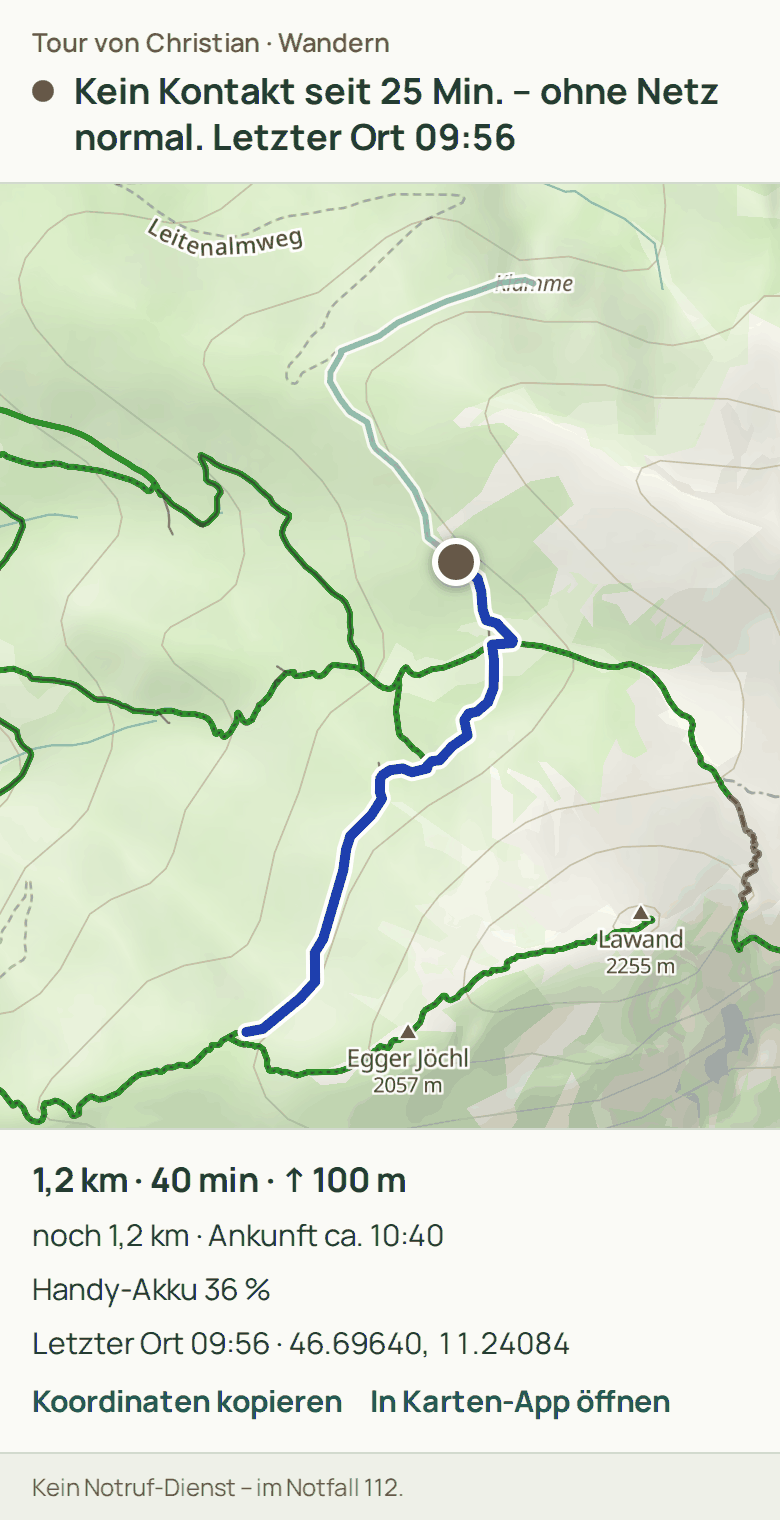 Tour von Christian · Wandern
Kein Kontakt seit 25 Min. – ohne Netz
normal. Letzter Ort 09:56
Leitenalmweg
Klamme
Lawand
2255 m
Egger Jöchl
2057 m
1,2 km · 40 min · ↑ 100 m
noch 1,2 km · Ankunft ca. 10:40
Handy-Akku 36 %
Letzter Ort 09:56 · 46.69640, 11.24084
Koordinaten kopieren In Karten-App öffnen
Kein Notruf-Dienst – im Notfall 112.